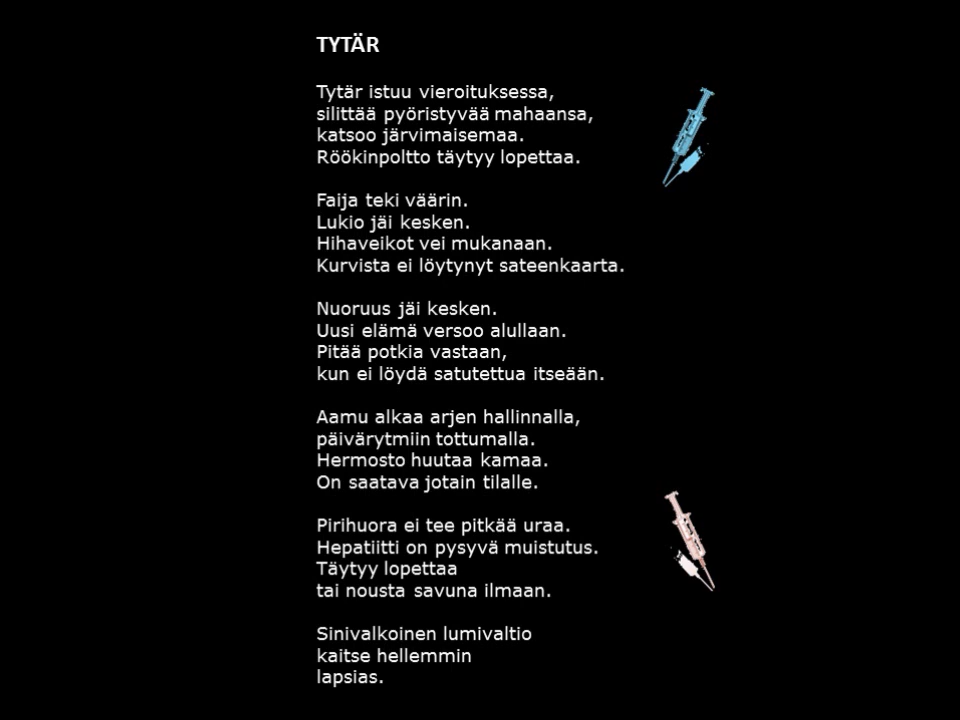 TYTÄR
Tytär istuu vieroituksessa,
silittää pyöristyvää mahaansa,
katsoo järvimaisemaa.
Röökinpoltto täytyy lopettaa.
Faija teki väärin.
Lukio jäi kesken.
Hihaveikot vei mukanaan.
Kurvista ei löytynyt sateenkaarta.
Nuoruus jäi kesken.
Uusi elämä versoo alullaan.
Pitää potkia vastaan,
kun ei löydä satutettua itseään.
Aamu alkaa arjen hallinnalla,
päivärytmiin tottumalla.
Hermosto huutaa kamaa.
On saatava jotain tilalle.
Pirihuora ei tee pitkää uraa.
Hepatiitti on pysyvä muistutus.
Täytyy lopettaa
tai nousta savuna ilmaan.
Sinivalkoinen lumivaltio
kaitse hellemmin
lapsias.